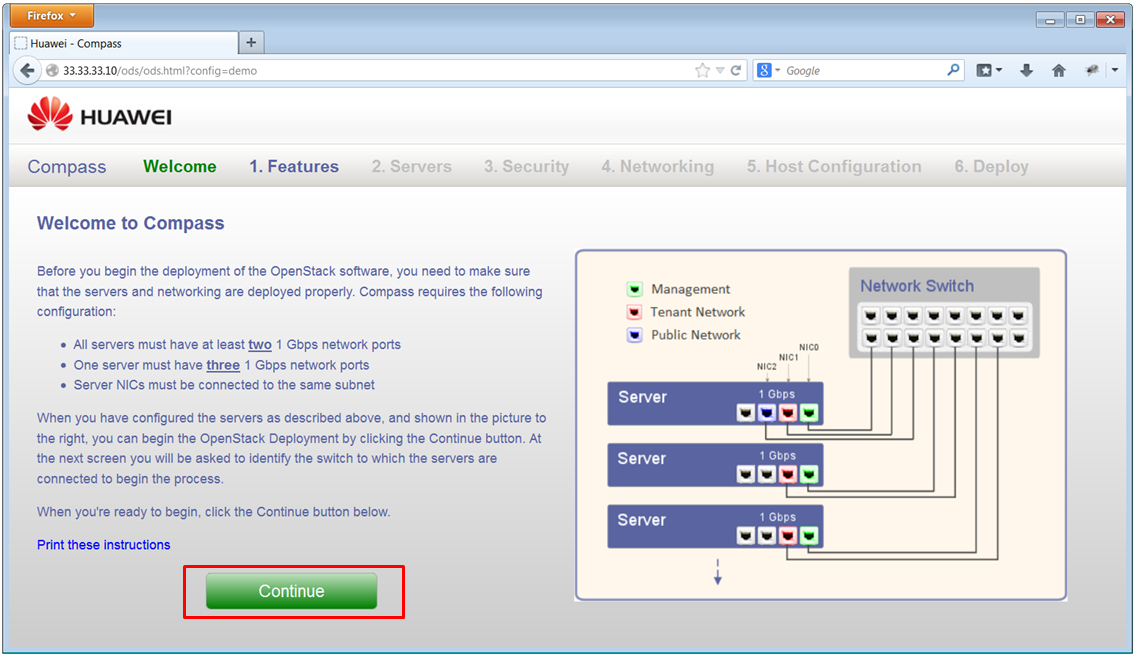 Firefox
Huawei - Compass
33.33.33.10/ods/ods.html?config=demo
Google
HUAWEI
Compass Welcome 1. Features 2. Servers 3. Security 4. Networking 5. Host Configuration 6. Deploy
Welcome to Compass
Before you begin the deployment of the OpenStack software, you need to make sure
that the servers and networking are deployed properly. Compass requires the following
configuration:
All servers must have at least two 1 Gbps network ports
One server must have three 1 Gbps network ports
Server NICs must be connected to the same subnet
When you have configured the servers as described above, and shown in the picture to
the right, you can begin the OpenStack Deployment by clicking the Continue button. At
the next screen you will be asked to identify the switch to which the servers are
connected to begin the process.
When you're ready to begin, click the Continue button below.
Print these instructions
Continue
Management
Tenant Network
Public Network
Network Switch
NIC0
NIC1
NIC2
Server
1 Gbps
Server
1 Gbps
Server
1 Gbps